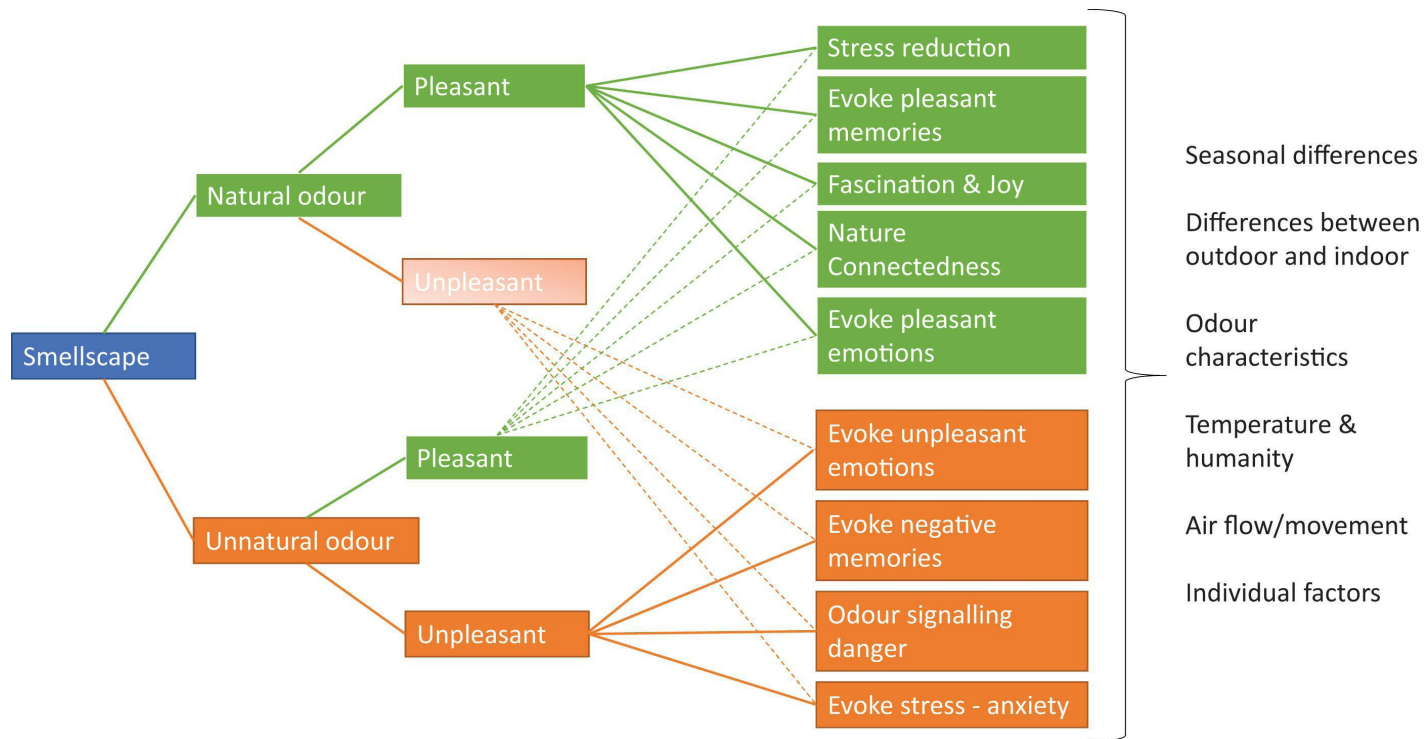 Smellscape
Natural odour
Unnatural odour
Pleasant
Unpleasant
Pleasant
Unpleasant
Stress reduction
Evoke pleasant
memories
Fascination & Joy
Nature
Connectedness
Evoke pleasant
emotions
Evoke unpleasant
emotions
Evoke negative
memories
Odour signalling
danger
Evoke stress - anxiety
Seasonal differences
Differences between
outdoor and indoor
Odour
characteristics
Temperature &
humanity
Air flow/movement
Individual factors